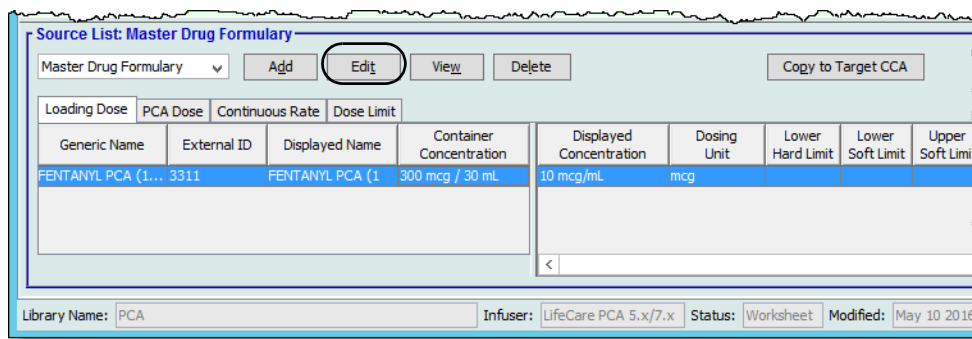 Source List: Master Drug Formulary
Master Drug Formulary Add Edit View Delete Copy to Target CCA
Loading Dose PCA Dose Continuous Rate Dose Limit
Generic Name External ID Displayed Name Container Concentration Displayed Concentration Dosing Unit Lower Hard Limit Lower Soft Limit Upper Soft Limi
FENTANYL PCA (1... 3311 FENTANYL PCA (1 300 mcg / 30 mL 10 mcg/mL mcg
<
Library Name: PCA Infuser: LifeCare PCA 5.x/7.x Status: Worksheet Modified: May 10 2016